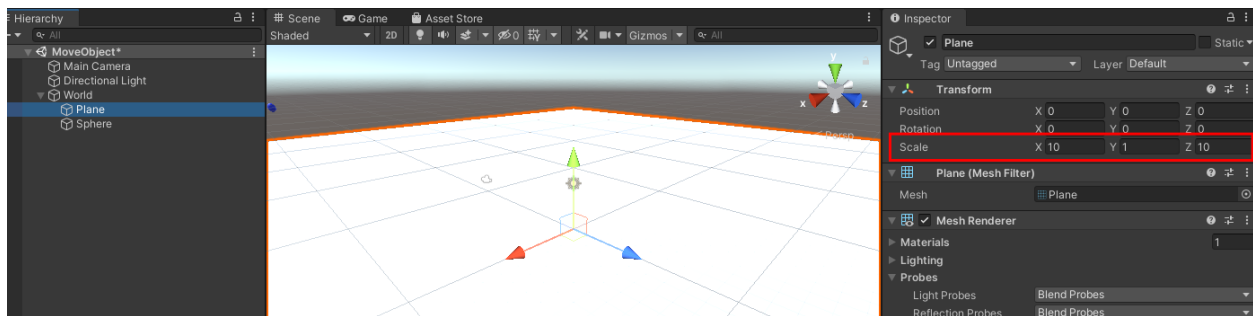 Hierarchy
All
MoveObject*
Main Camera
Directional Light
World
Plane
Sphere
Scene Game Asset Store
Shaded 2D 0 Gizmos All
y
x z
Persp
Inspector
Plane Static
Tag Untagged Layer Default
Transform
Position X 0 Y 0 Z 0
Rotation X 0 Y 0 Z 0
Scale X 10 Y 1 Z 10
Plane (Mesh Filter)
Mesh Plane
Mesh Renderer
Materials 1
Lighting
Probes
Light Probes Blend Probes
Reflection Probes Blend Probes